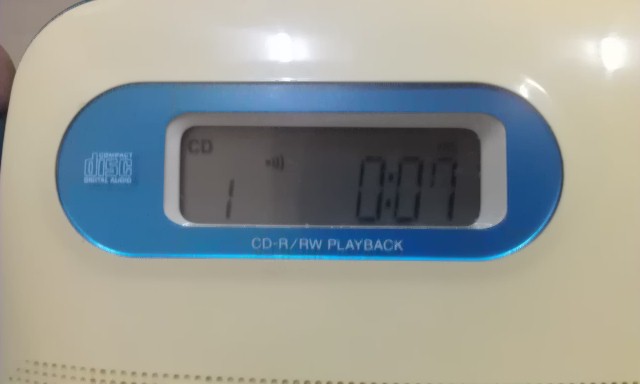 COMPACT
disc
DIGITAL AUDIO
CD
1 0:07
CD-R/RW PLAYBACK